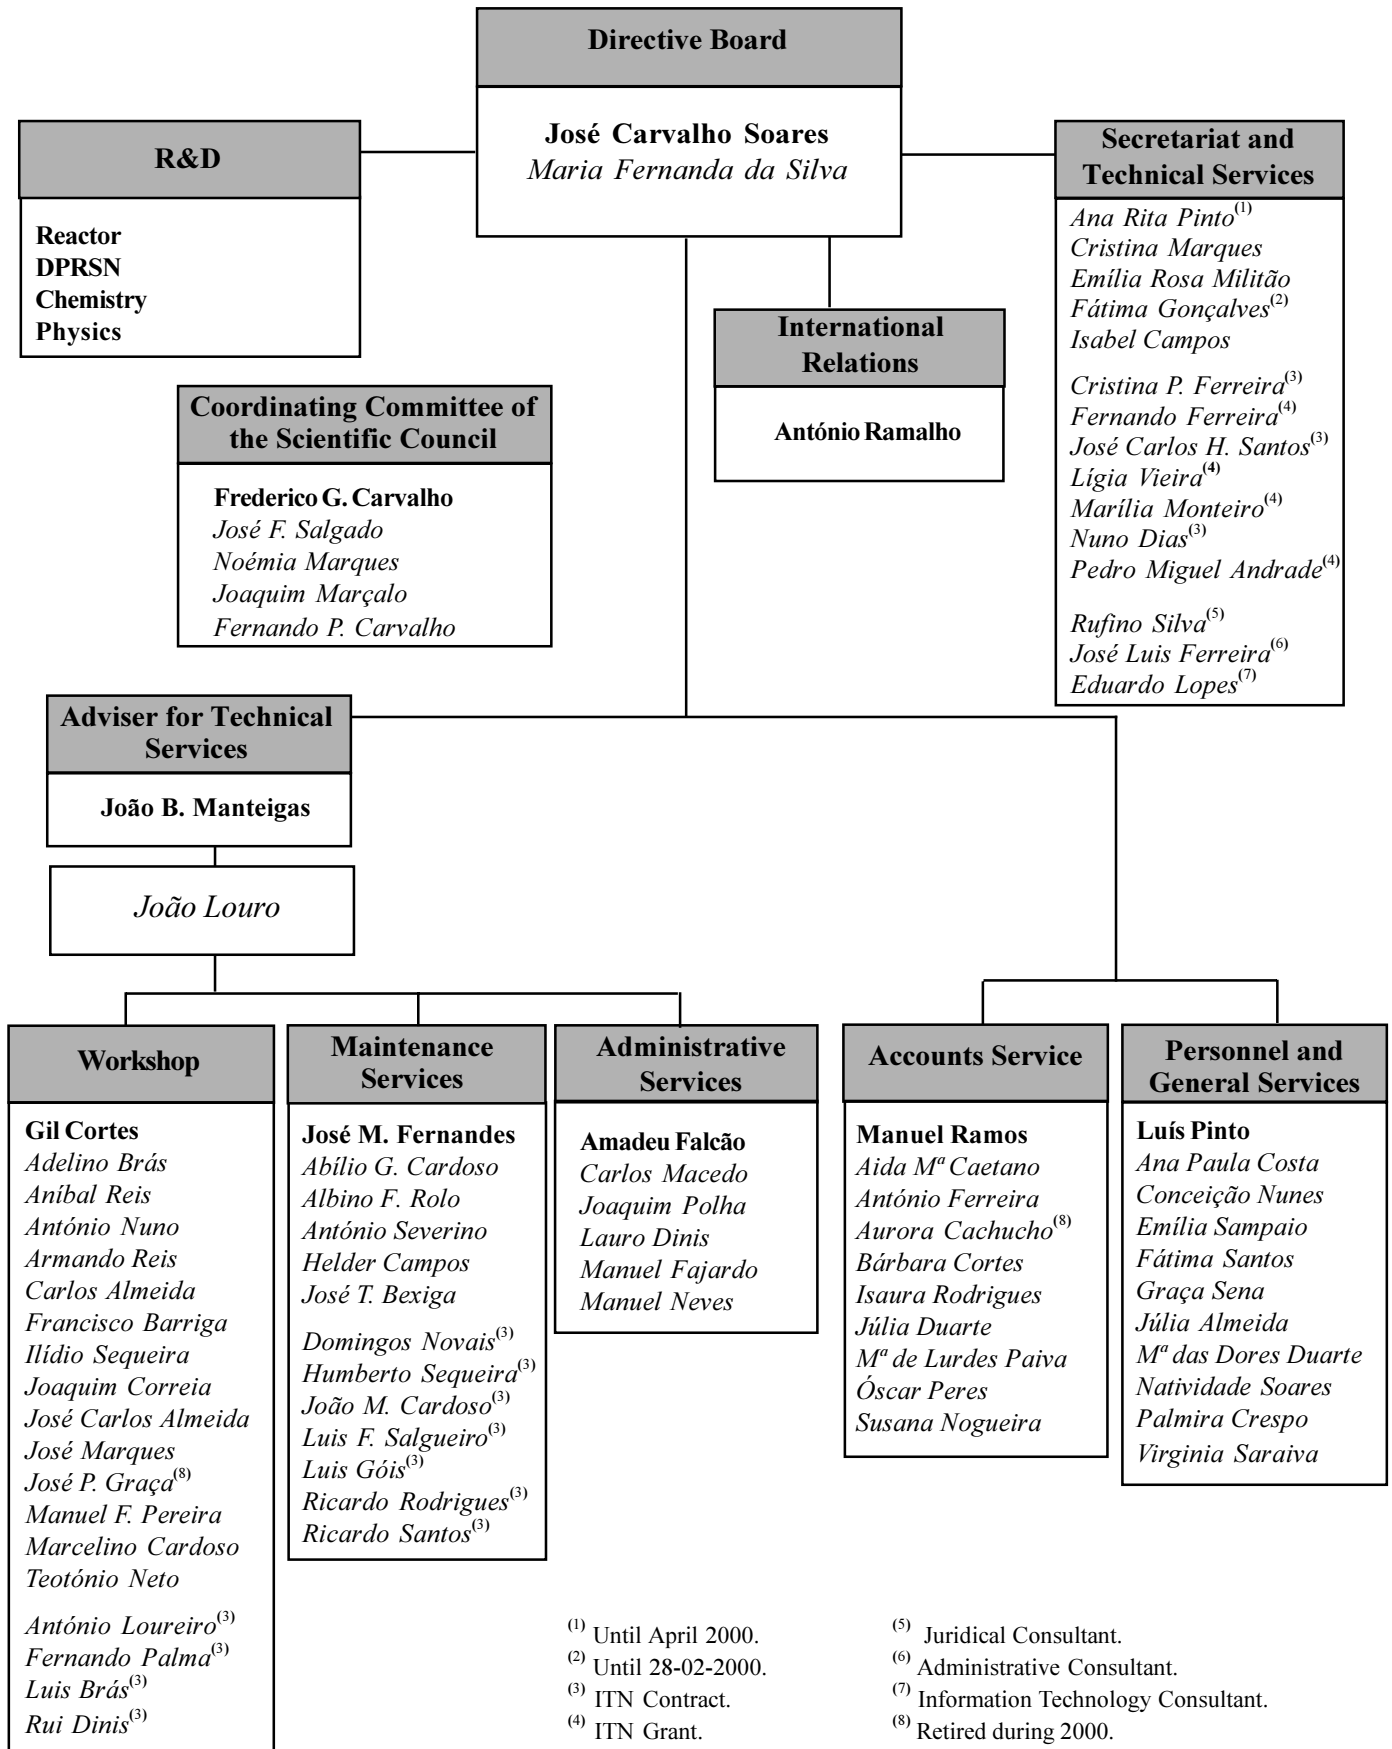 Directive Board
José Carvalho Soares
Maria Fernanda da Silva
R&D
Reactor
DPRSN
Chemistry
Physics
Secretariat and
Technical Services
Ana Rita Pinto(1)
Cristina Marques
Emília Rosa Militão
Fátima Gonçalves(2)
Isabel Campos
Cristina P. Ferreira(3)
Fernando Ferreira(4)
José Carlos H. Santos(3)
Lígia Vieira(4)
Marília Monteiro(4)
Nuno Dias(3)
Pedro Miguel Andrade(4)
Rufino Silva(5)
José Luis Ferreira(6)
Eduardo Lopes(7)
International
Relations
António Ramalho
Coordinating Committee of
the Scientific Council
Frederico G. Carvalho
José F. Salgado
Noémia Marques
Joaquim Marçalo
Fernando P. Carvalho
Adviser for Technical
Services
João B. Manteigas
João Louro
Workshop
Gil Cortes
Adelino Brás
Aníbal Reis
António Nuno
Armando Reis
Carlos Almeida
Francisco Barriga
Ilídio Sequeira
Joaquim Correia
José Carlos Almeida
José Marques
José P. Graça(8)
Manuel F. Pereira
Marcelino Cardoso
Teotónio Neto
António Loureiro(3)
Fernando Palma(3)
Luis Brás(3)
Rui Dinis(3)
Maintenance
Services
José M. Fernandes
Abílio G. Cardoso
Albino F. Rolo
António Severino
Helder Campos
José T. Bexiga
Domingos Novais(3)
Humberto Sequeira(3)
João M. Cardoso(3)
Luis F. Salgueiro(3)
Luis Góis(3)
Ricardo Rodrigues(3)
Ricardo Santos(3)
Administrative
Services
Amadeu Falcão
Carlos Macedo
Joaquim Polha
Lauro Dinis
Manuel Fajardo
Manuel Neves
Accounts Service
Manuel Ramos
Aida Mª Caetano
António Ferreira
Aurora Cachucho(8)
Bárbara Cortes
Isaura Rodrigues
Júlia Duarte
Mª de Lurdes Paiva
Óscar Peres
Susana Nogueira
Personnel and
General Services
Luís Pinto
Ana Paula Costa
Conceição Nunes
Emília Sampaio
Fátima Santos
Graça Sena
Júlia Almeida
Mª das Dores Duarte
Natividade Soares
Palmira Crespo
Virginia Saraiva
(1) Until April 2000.
(2) Until 28-02-2000.
(3) ITN Contract.
(4) ITN Grant.
(5) Juridical Consultant.
(6) Administrative Consultant.
(7) Information Technology Consultant.
(8) Retired during 2000.